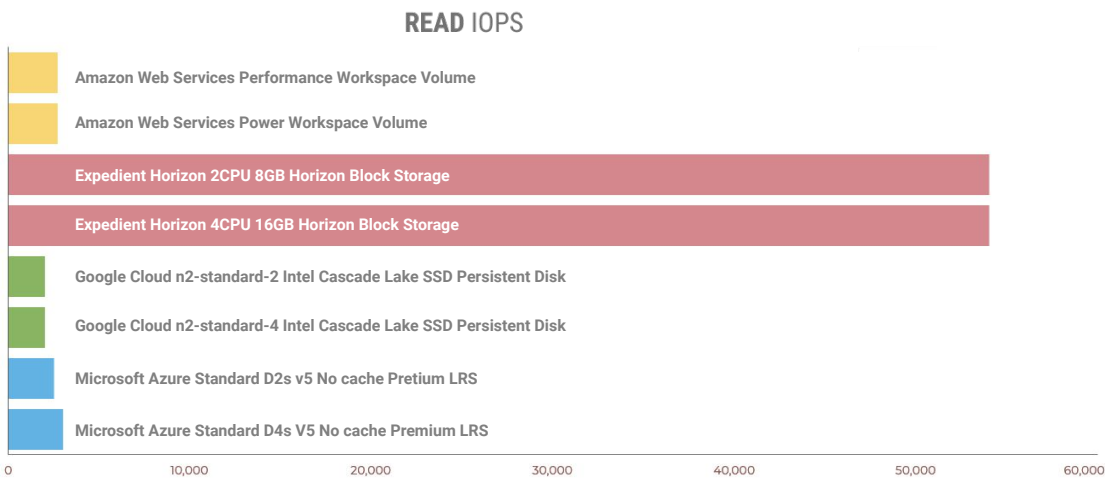 READ IOPS
Amazon Web Services Performance Workspace Volume
Amazon Web Services Power Workspace Volume
Expedient Horizon 2CPU 8GB Horizon Block Storage
Expedient Horizon 4CPU 16GB Horizon Block Storage
Google Cloud n2-standard-2 Intel Cascade Lake SSD Persistent Disk
Google Cloud n2-standard-4 Intel Cascade Lake SSD Persistent Disk
Microsoft Azure Standard D2s v5 No cache Pretium LRS
Microsoft Azure Standard D4s V5 No cache Premium LRS
0 10,000 20,000 30,000 40,000 50,000 60,000